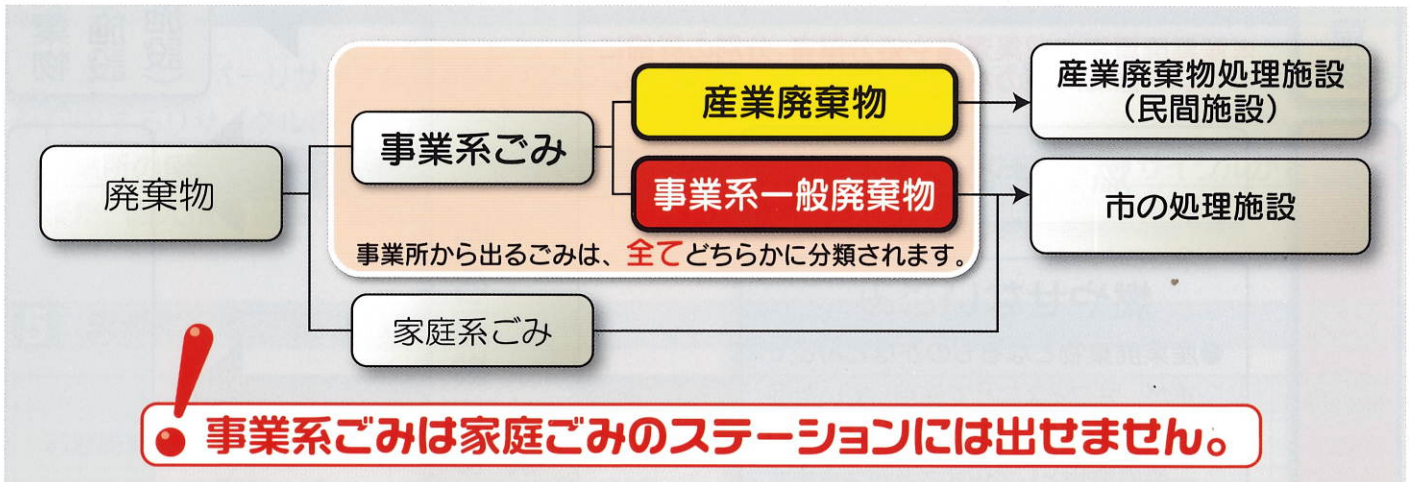 廃棄物
事業系ごみ
産業廃棄物
事業系一般廃棄物
事業所から出るごみは、全てどちらかに分類されます。
家庭系ごみ
産業廃棄物処理施設
（民間施設）
市の処理施設
事業系ごみは家庭ごみのステーションには出せません。